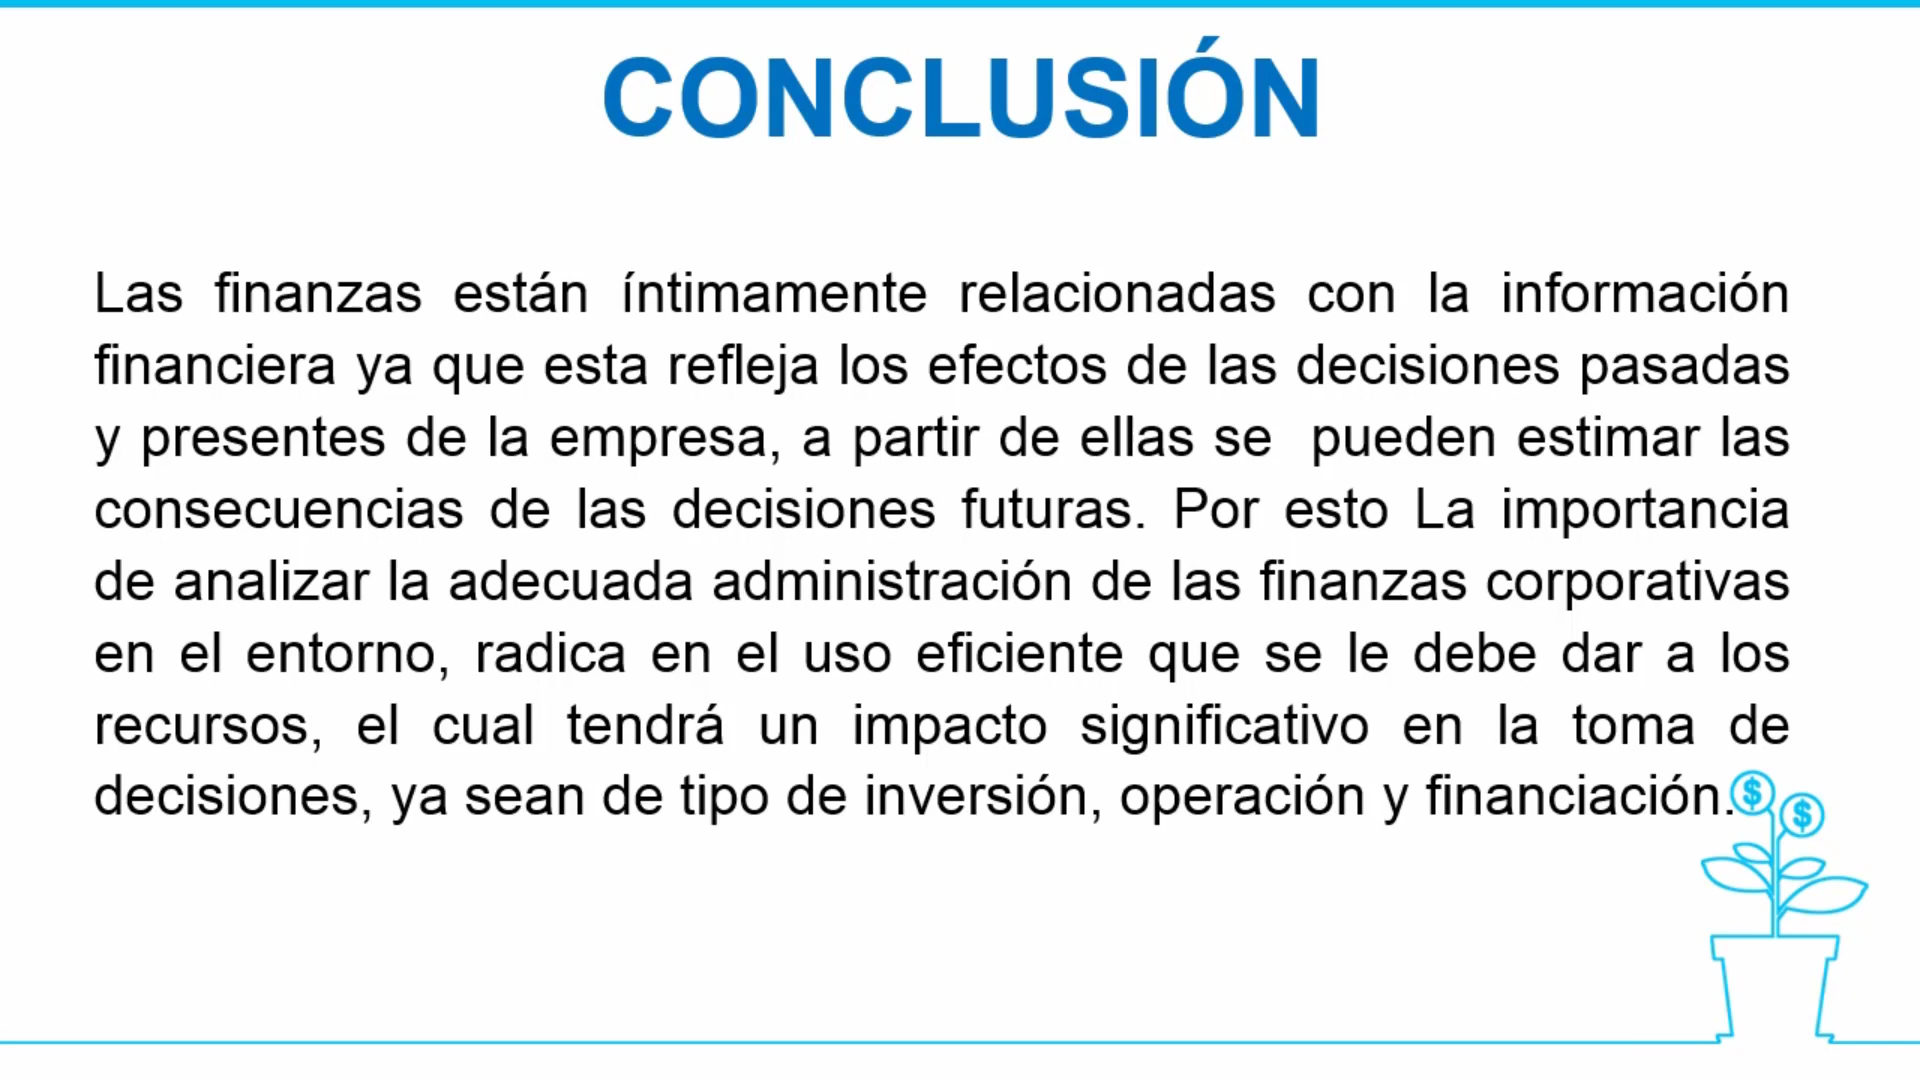 CONCLUSIÓN
Las finanzas están íntimamente relacionadas con la información
financiera ya que esta refleja los efectos de las decisiones pasadas
y presentes de la empresa, a partir de ellas se  pueden estimar las
consecuencias de las decisiones futuras. Por esto La importancia
de analizar la adecuada administración de las finanzas corporativas
en el entorno, radica en el uso eficiente que se le debe dar a los
recursos, el cual tendrá un impacto significativo en la toma de
decisiones, ya sean de tipo de inversión, operación y financiación.
$
$